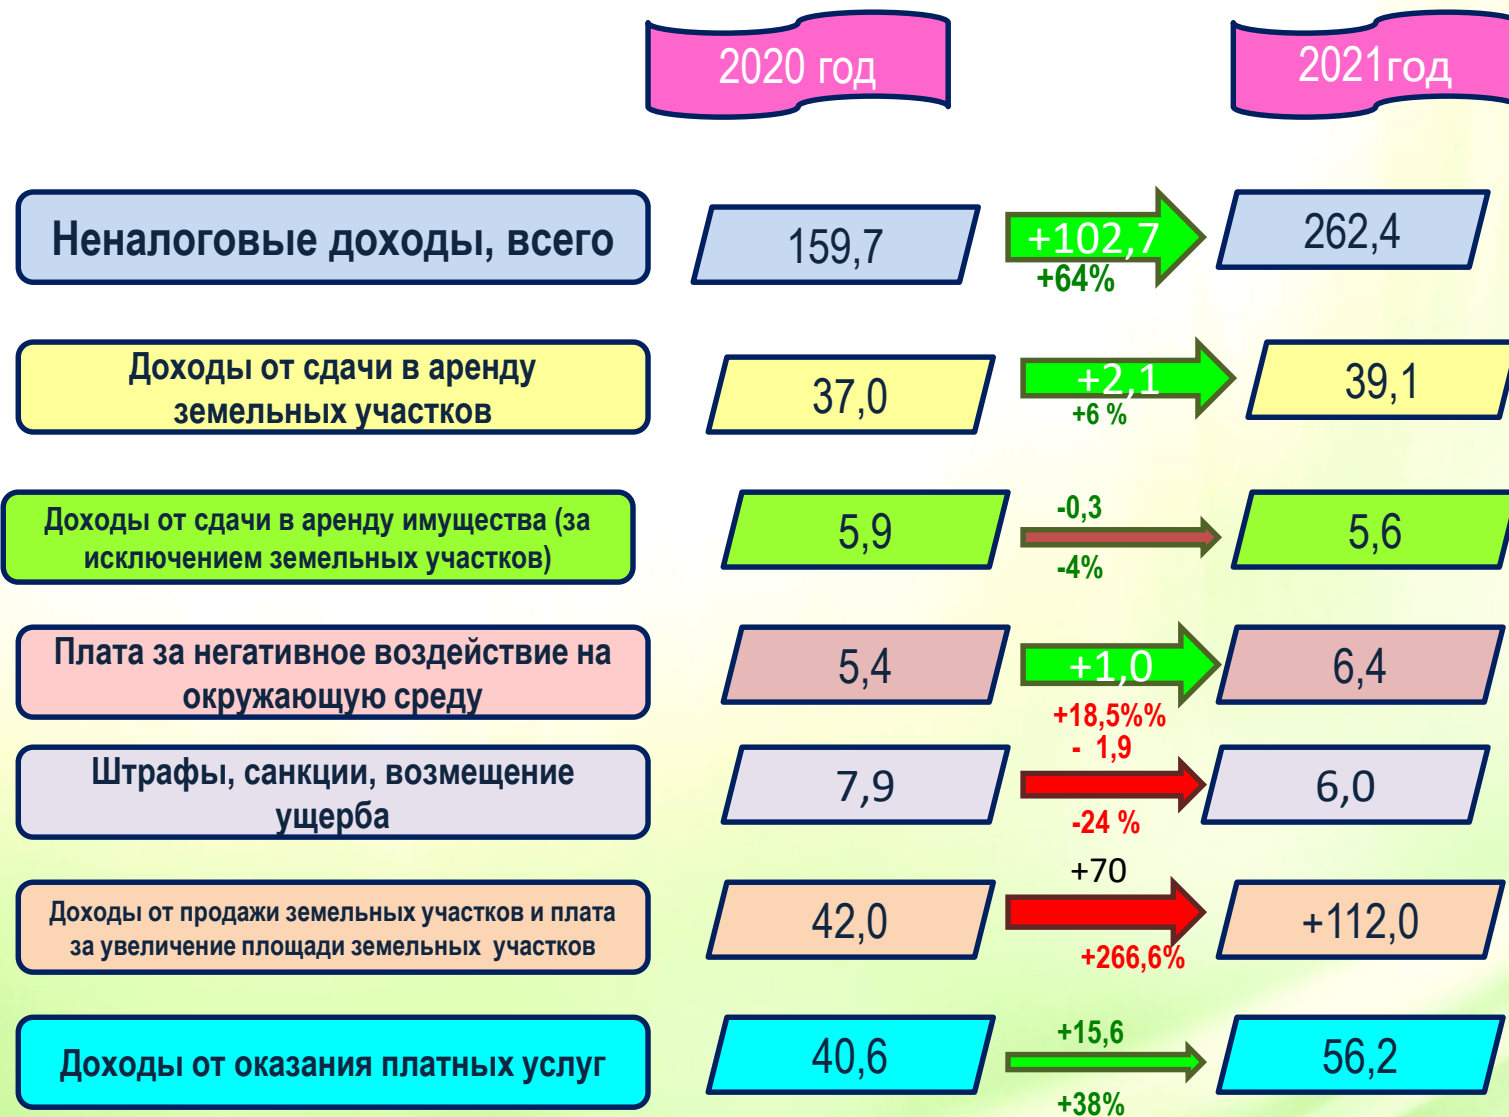 2020 год
2021год
Неналоговые доходы, всего
159,7
+102,7
+64%
262,4
Доходы от сдачи в аренду
земельных участков
37,0
+2,1
+6 %
39,1
Доходы от сдачи в аренду имущества (за
исключением земельных участков)
5,9
-0,3
-4%
5,6
Плата за негативное воздействие на
окружающую среду
5,4
+1,0
+18,5%%
6,4
Штрафы, санкции, возмещение
ущерба
7,9
- 1,9
-24 %
6,0
Доходы от продажи земельных участков и плата
за увеличение площади земельных участков
42,0
+70
+266,6%
+112,0
Доходы от оказания платных услуг
40,6
+15,6
+38%
56,2